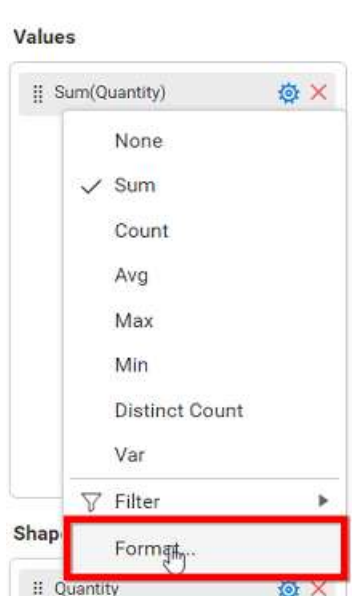 Values
Sum(Quantity)
None
Sum
Count
Avg
Max
Min
Distinct Count
Var
Filter
Shap
Format...
Quantity